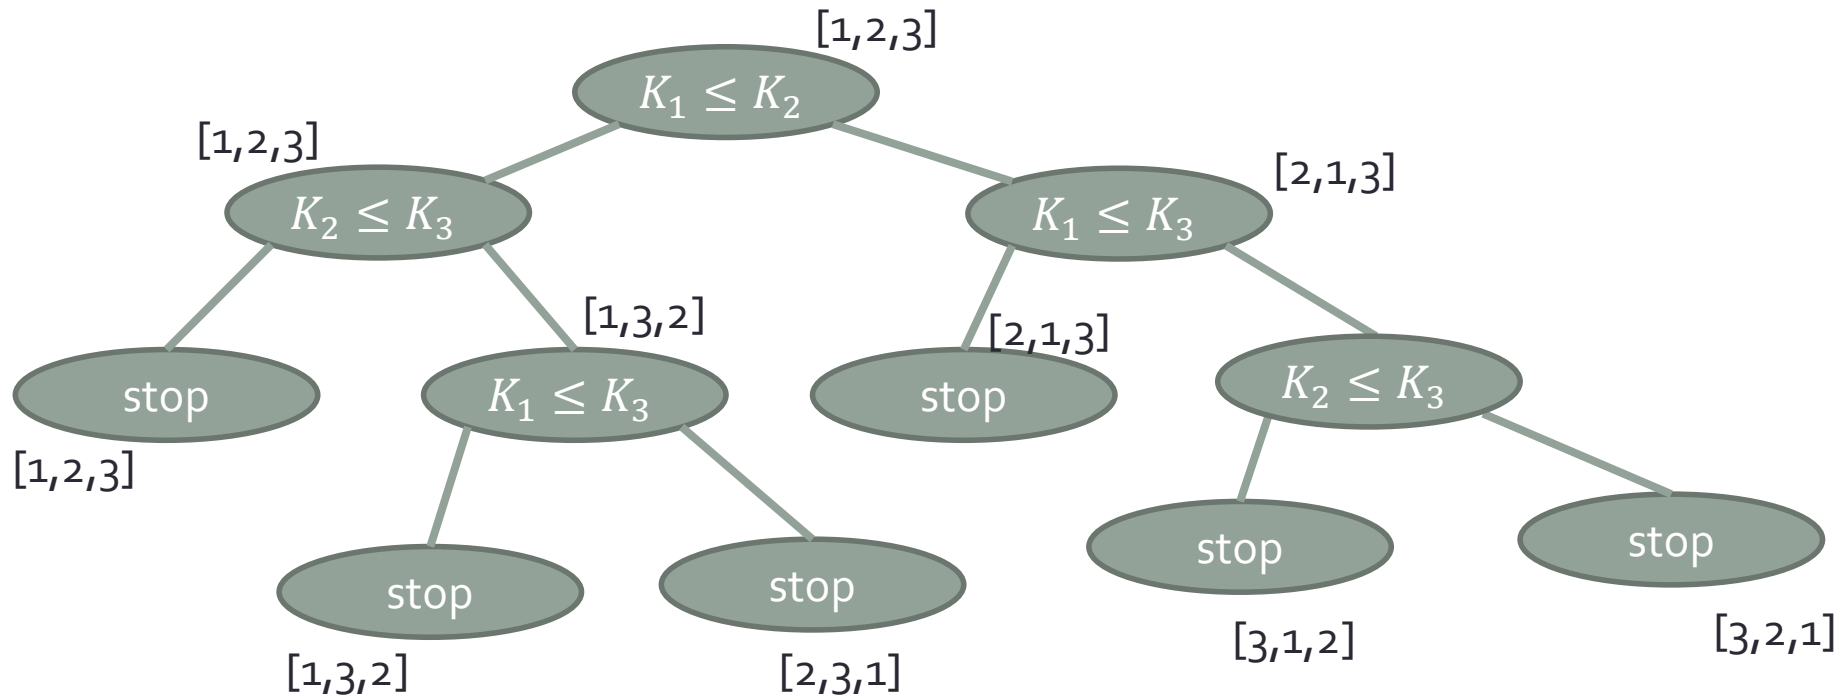 [1,2,3]
K₁ ≤ K₂
[1,2,3]
K₂ ≤ K₃
[2,1,3]
K₁ ≤ K₃
stop
[1,2,3]
[1,3,2]
K₁ ≤ K₃
[2,1,3]
stop
K₂ ≤ K₃
stop
[1,3,2]
stop
[2,3,1]
stop
[3,1,2]
stop
[3,2,1]